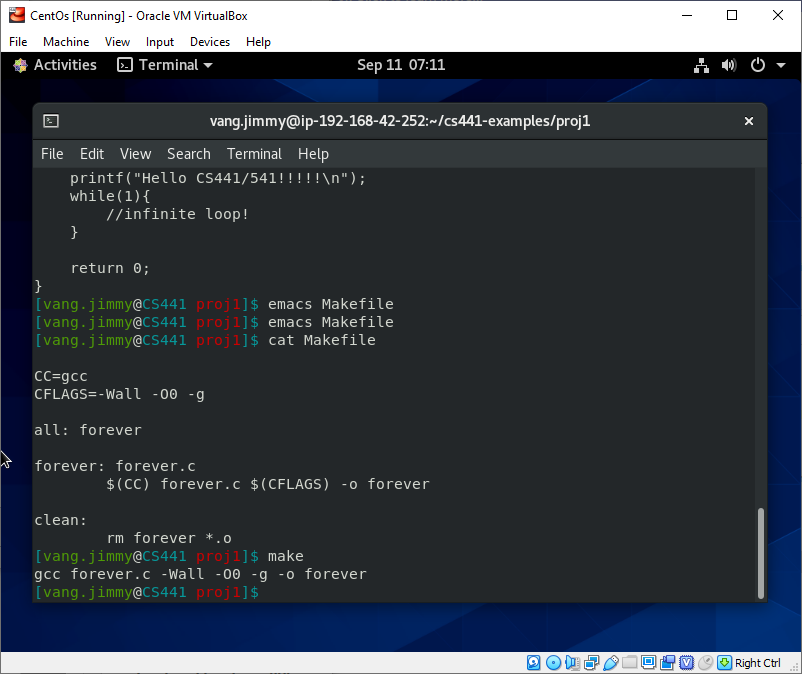 CentOs [Running] - Oracle VM VirtualBox
File Machine View Input Devices Help
Activities Terminal Sep 11 07:11
vang.jimmy@ip-192-168-42-252:~/cs441-examples/proj1
File Edit View Search Terminal Help
    printf("Hello CS441/541!!!!!\n");
    while(1){
        //infinite loop!
    }

    return 0;
}
[vang.jimmy@CS441 proj1]$ emacs Makefile
[vang.jimmy@CS441 proj1]$ emacs Makefile
[vang.jimmy@CS441 proj1]$ cat Makefile

CC=gcc
CFLAGS=-Wall -O0 -g

all: forever

forever: forever.c
        $(CC) forever.c $(CFLAGS) -o forever

clean:
        rm forever *.o
[vang.jimmy@CS441 proj1]$ make
gcc forever.c -Wall -O0 -g -o forever
[vang.jimmy@CS441 proj1]$
Right Ctrl